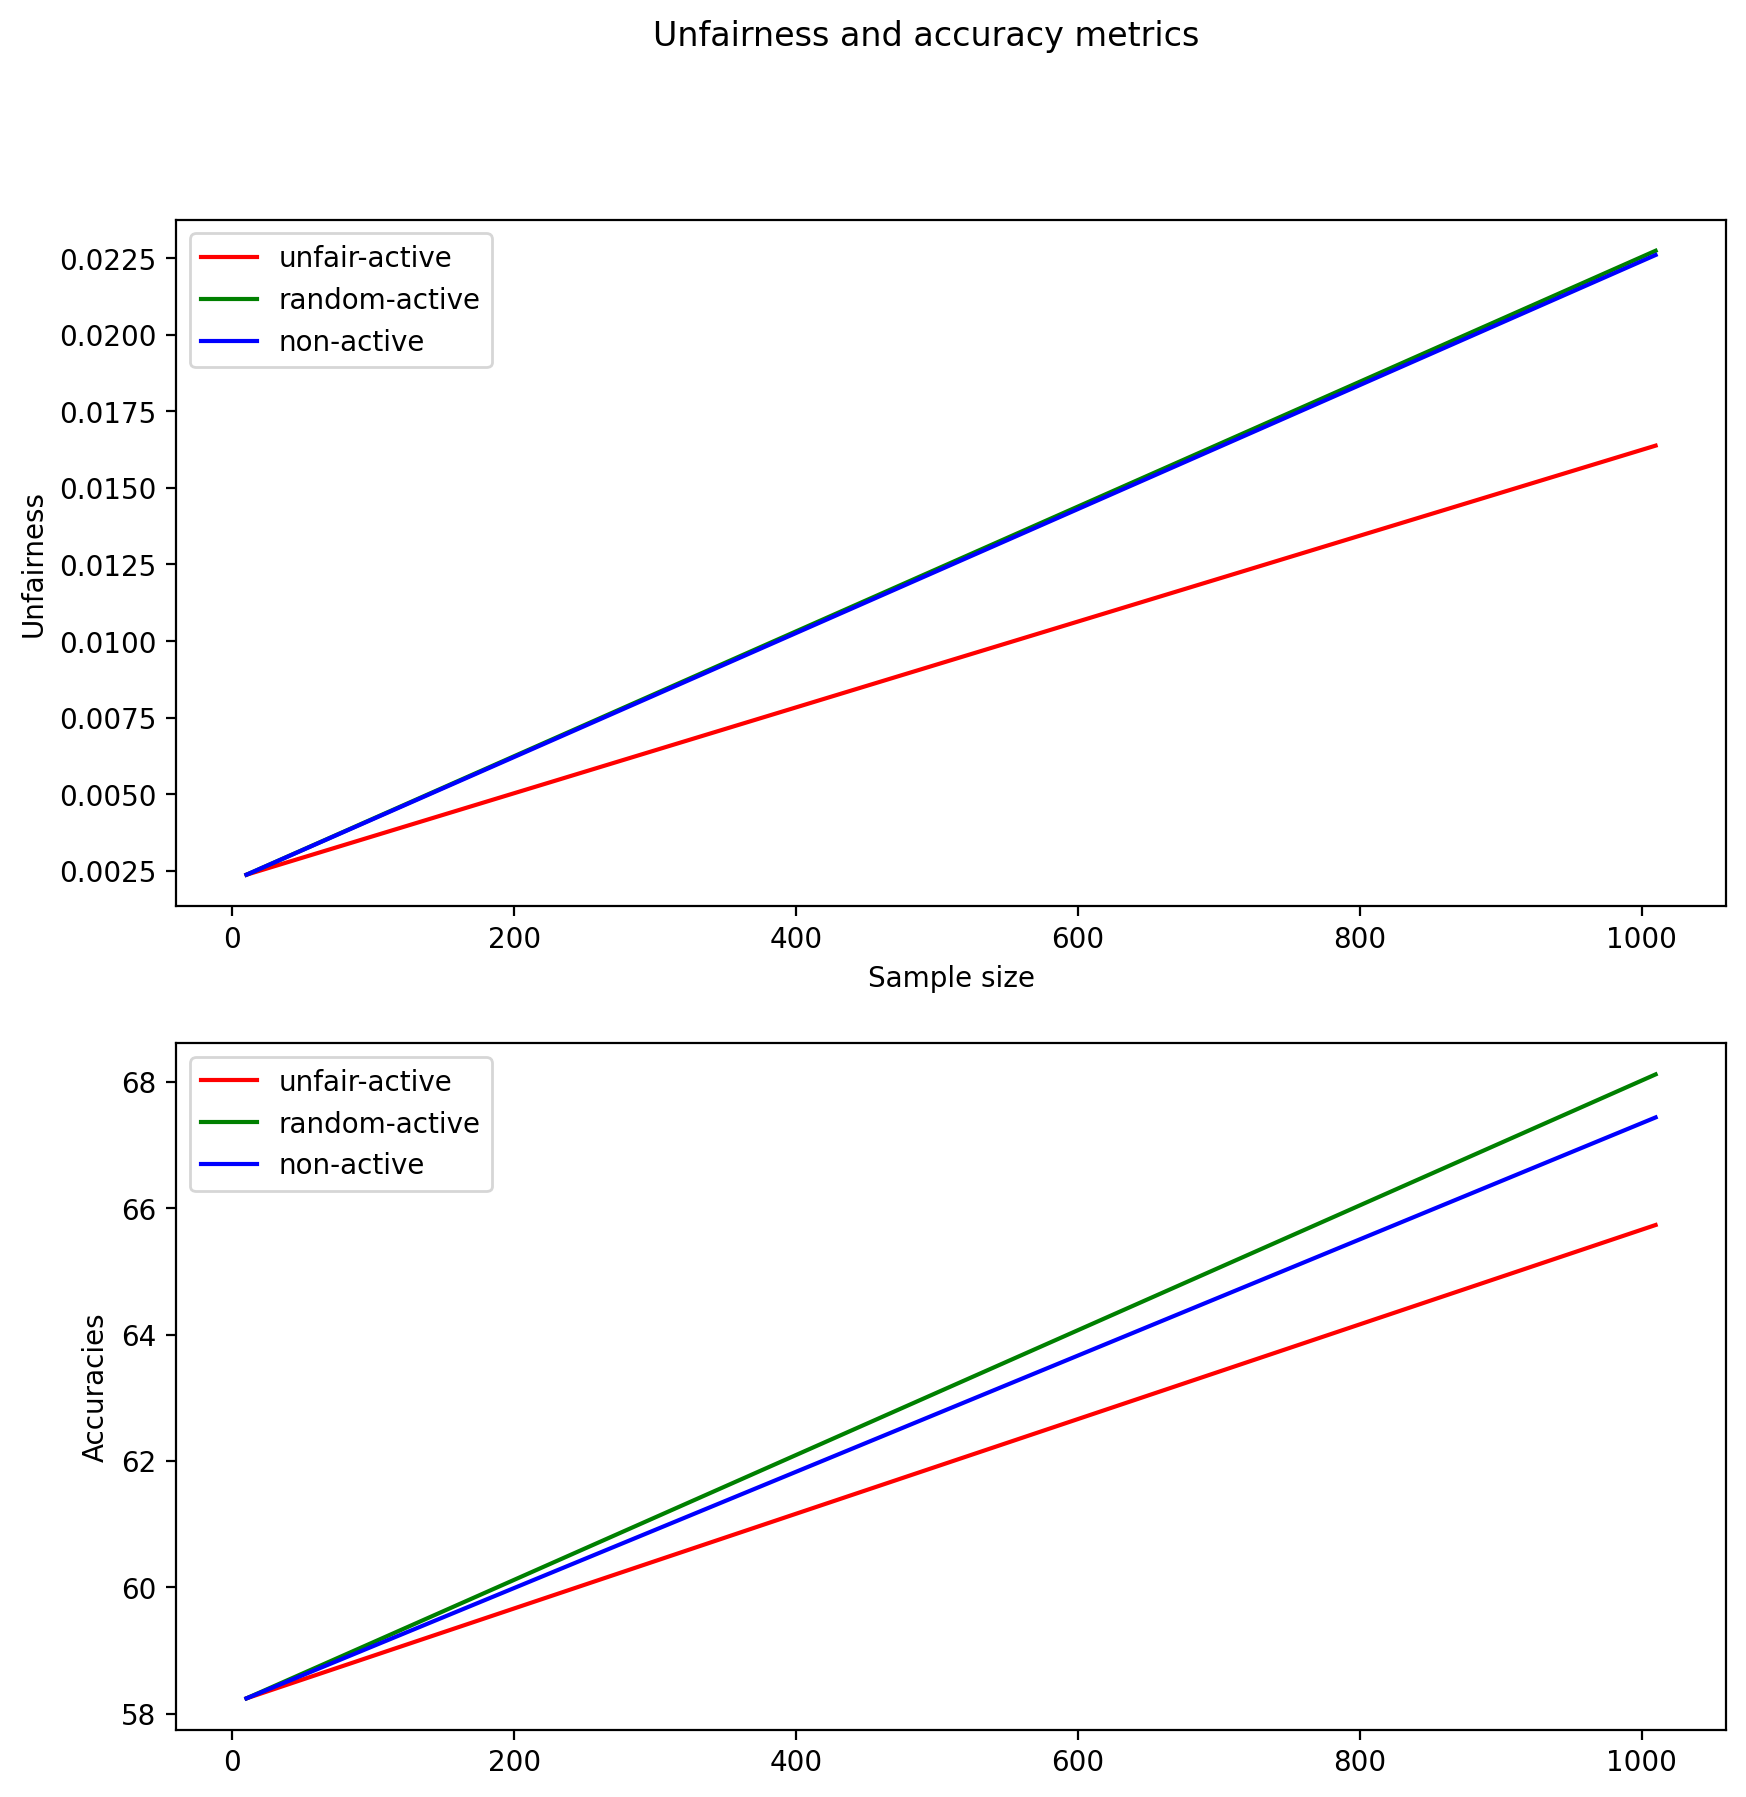 Unfairness and accuracy metrics
unfair-active
random-active
non-active
0.0225
0.0200
0.0175
0.0150
0.0125
0.0100
0.0075
0.0050
0.0025
Unfairness
0 200 400 600 800 1000
Sample size
unfair-active
random-active
non-active
68
66
64
62
60
58
Accuracies
0 200 400 600 800 1000